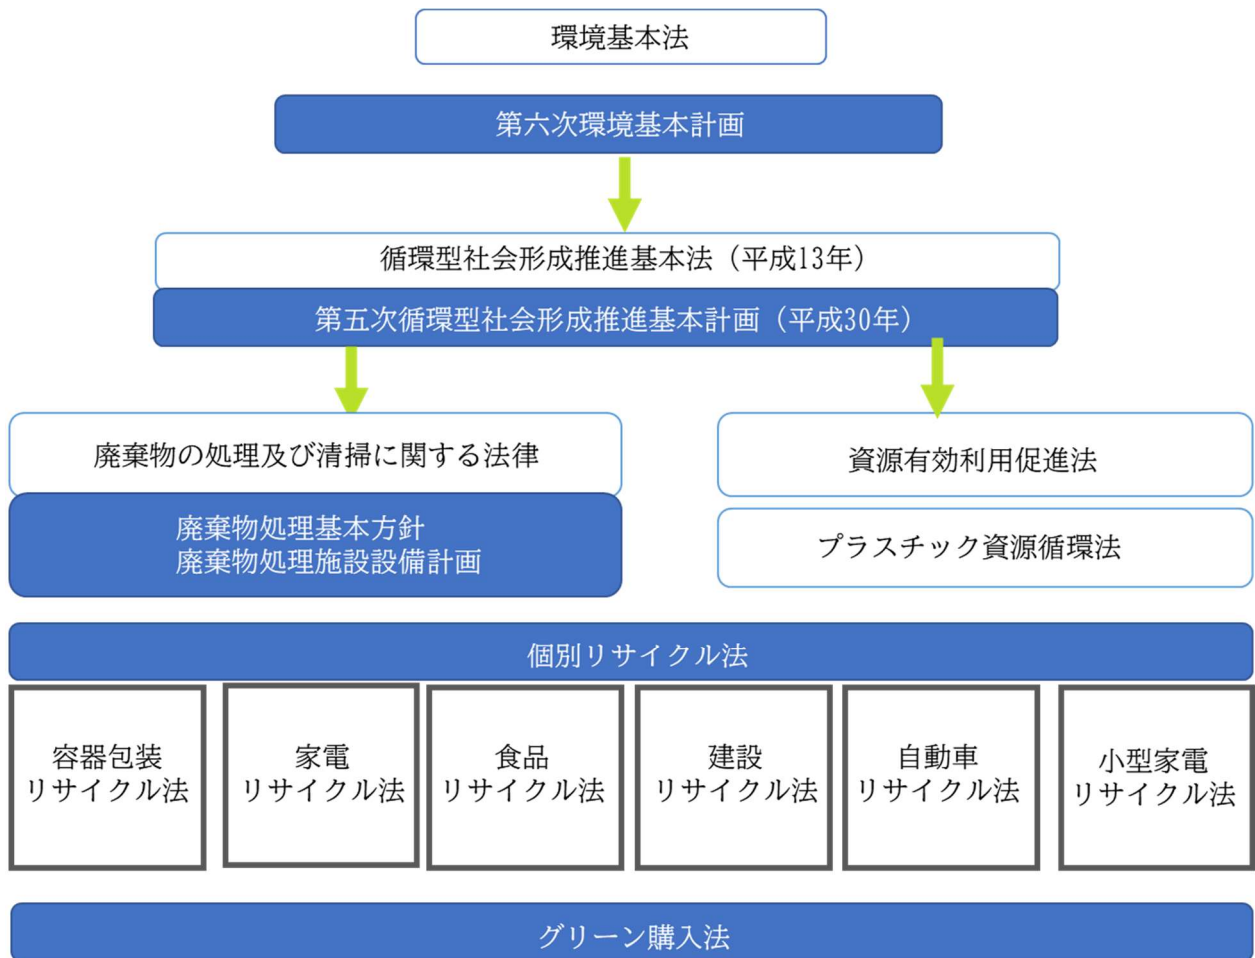 環境基本法
第六次環境基本計画
循環型社会形成推進基本法（平成13年）
第五次循環型社会形成推進基本計画（平成30年）
廃棄物の処理及び清掃に関する法律
廃棄物処理基本方針
廃棄物処理施設設備計画
資源有効利用促進法
プラスチック資源循環法
個別リサイクル法
容器包装
リサイクル法
家電
リサイクル法
食品
リサイクル法
建設
リサイクル法
自動車
リサイクル法
小型家電
リサイクル法
グリーン購入法